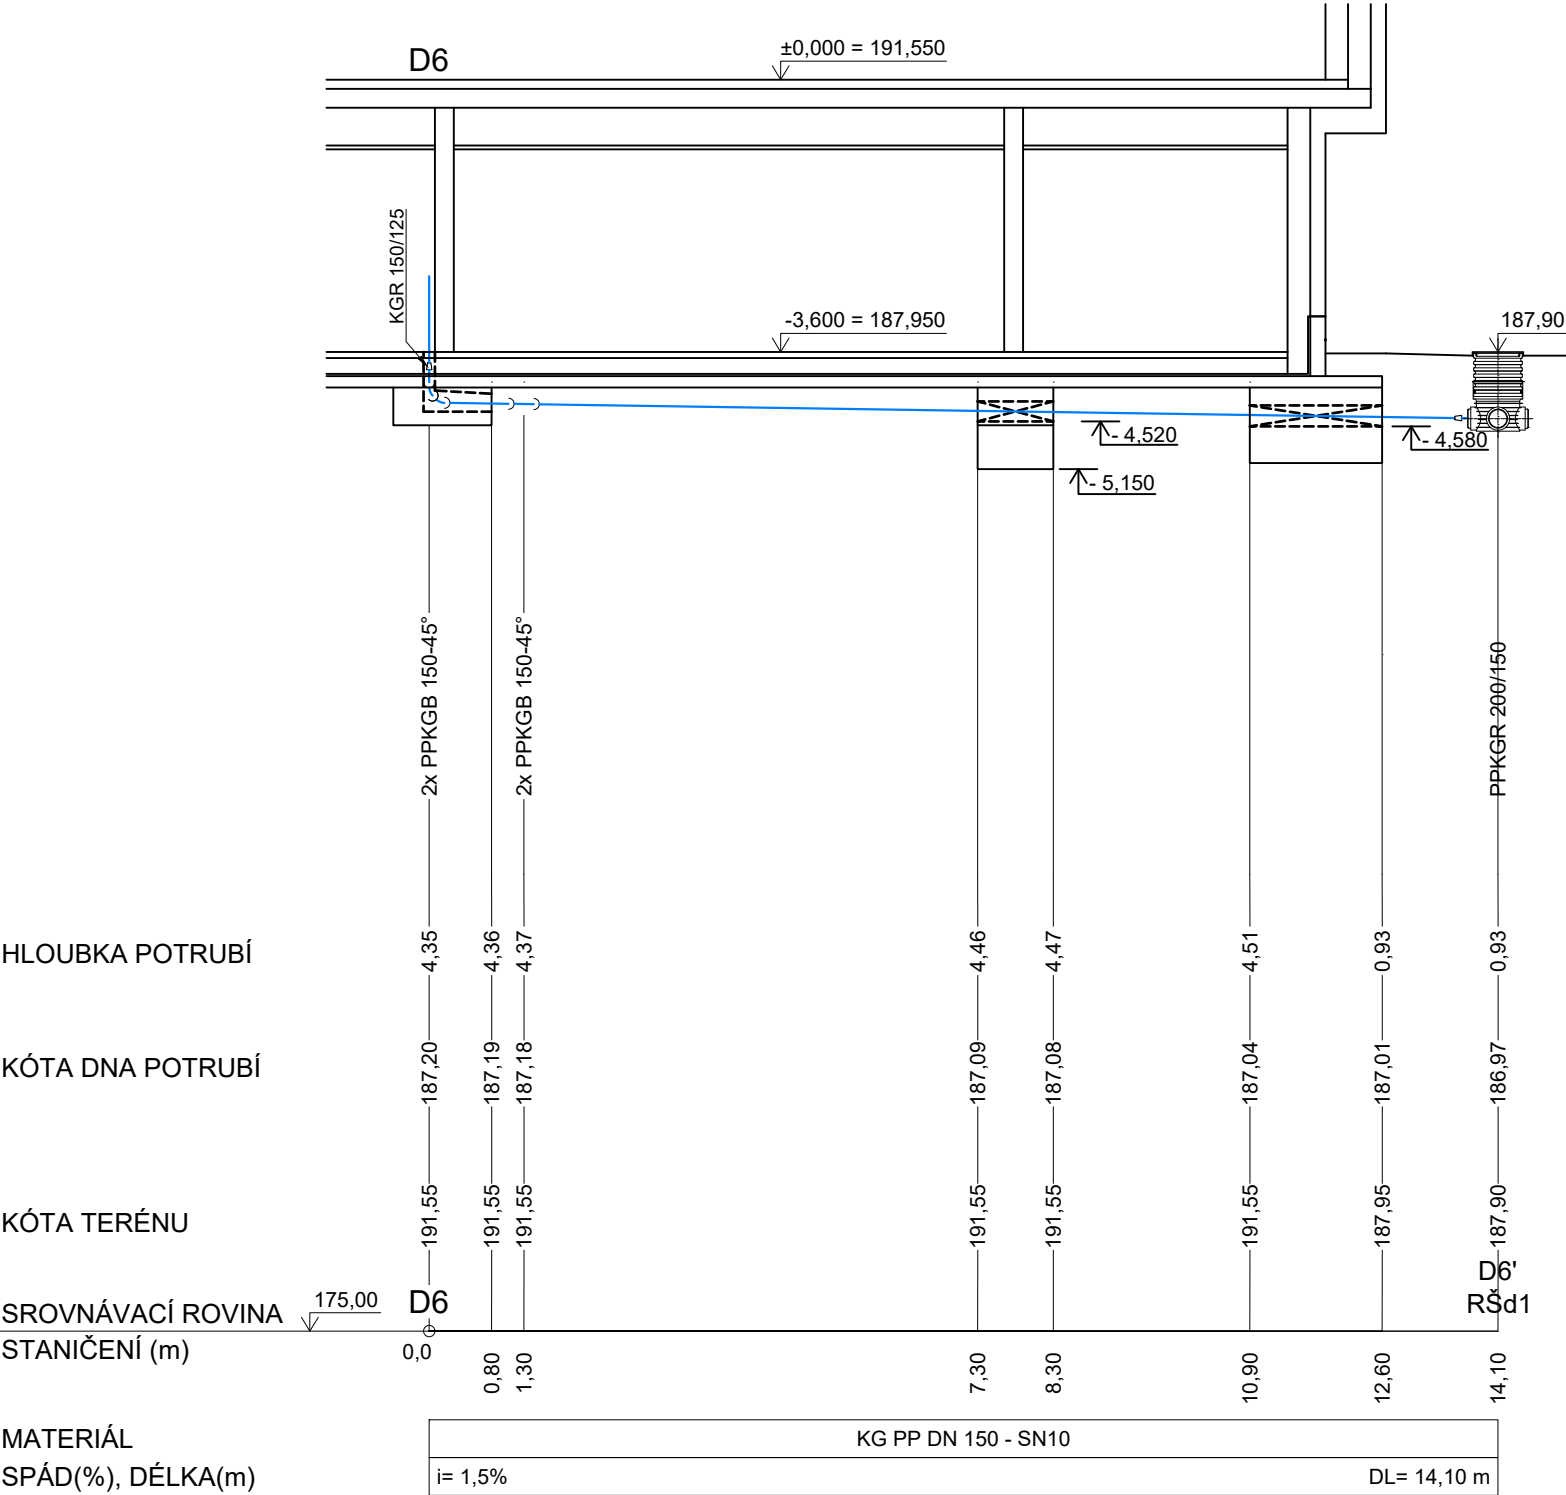 D6
±0,000 = 191,550
KGR 150/125
-3,600 = 187,950
187,90
- 4,520
- 4,580
- 5,150
2x PPKGB 150-45°
2x PPKGB 150-45°
PPKGR 200/150
HLOUBKA POTRUBÍ
4,35
4,36
4,37
4,46
4,47
4,51
0,93
0,93
KÓTA DNA POTRUBÍ
187,20
187,19
187,18
187,09
187,08
187,04
187,01
186,97
KÓTA TERÉNU
191,55
191,55
191,55
191,55
191,55
191,55
187,95
187,90
D6'
RŠd1
SROVNÁVACÍ ROVINA
175,00
D6
STANIČENÍ (m)
0,0
0,80
1,30
7,30
8,30
10,90
12,60
14,10
MATERIÁL
KG PP DN 150 - SN10
SPÁD(%), DÉLKA(m)
i= 1,5%
DL= 14,10 m